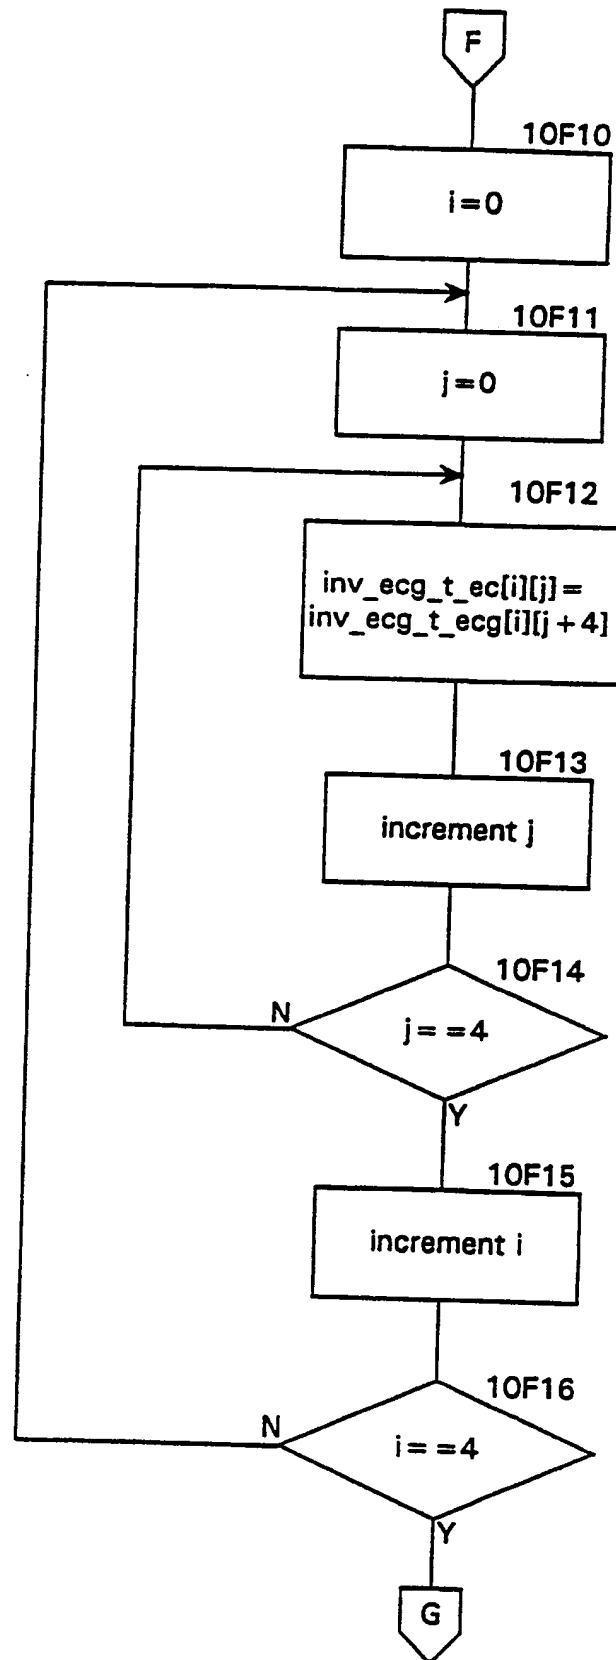 F
10F10
i=0
10F11
j=0
10F12
inv_ecg_t_ec[i][j]=
inv_ecg_t_ecg[i][j+4]
10F13
increment j
10F14
N
j==4
Y
10F15
increment i
10F16
N
i==4
Y
G